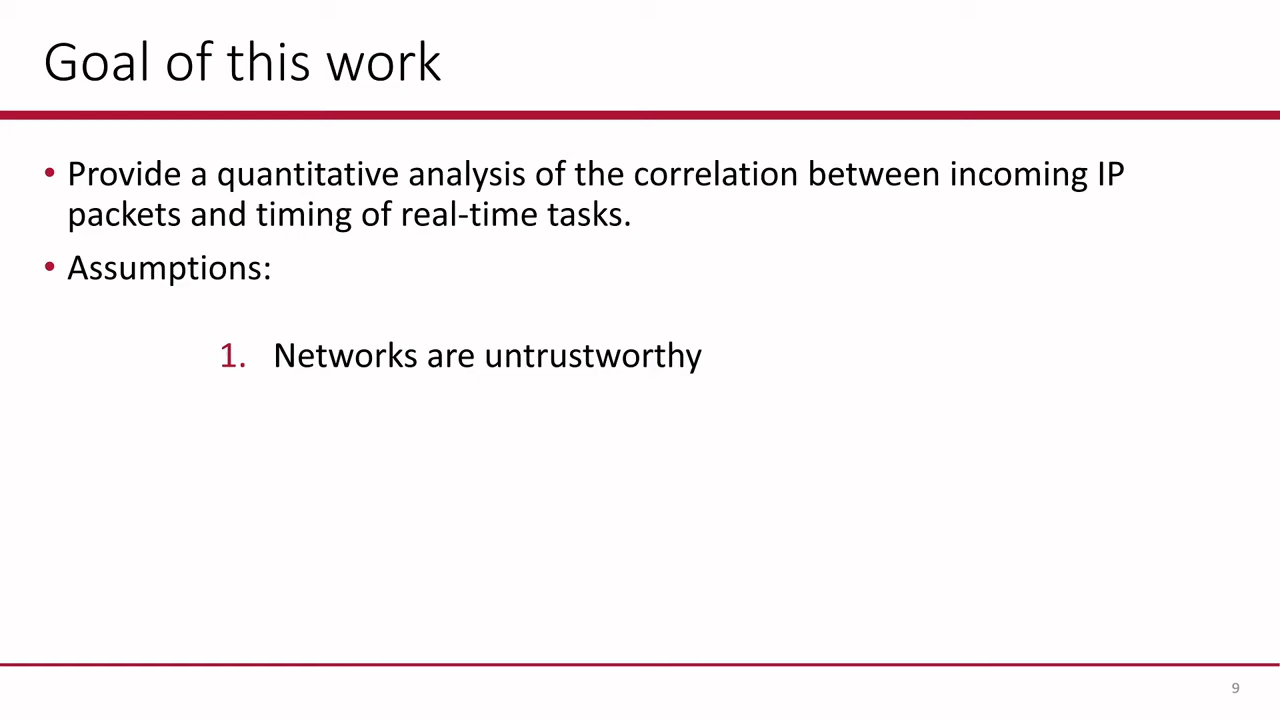 Goal of this work
• Provide a quantitative analysis of the correlation between incoming IP
packets and timing of real-time tasks.
• Assumptions:
1. Networks are untrustworthy
9